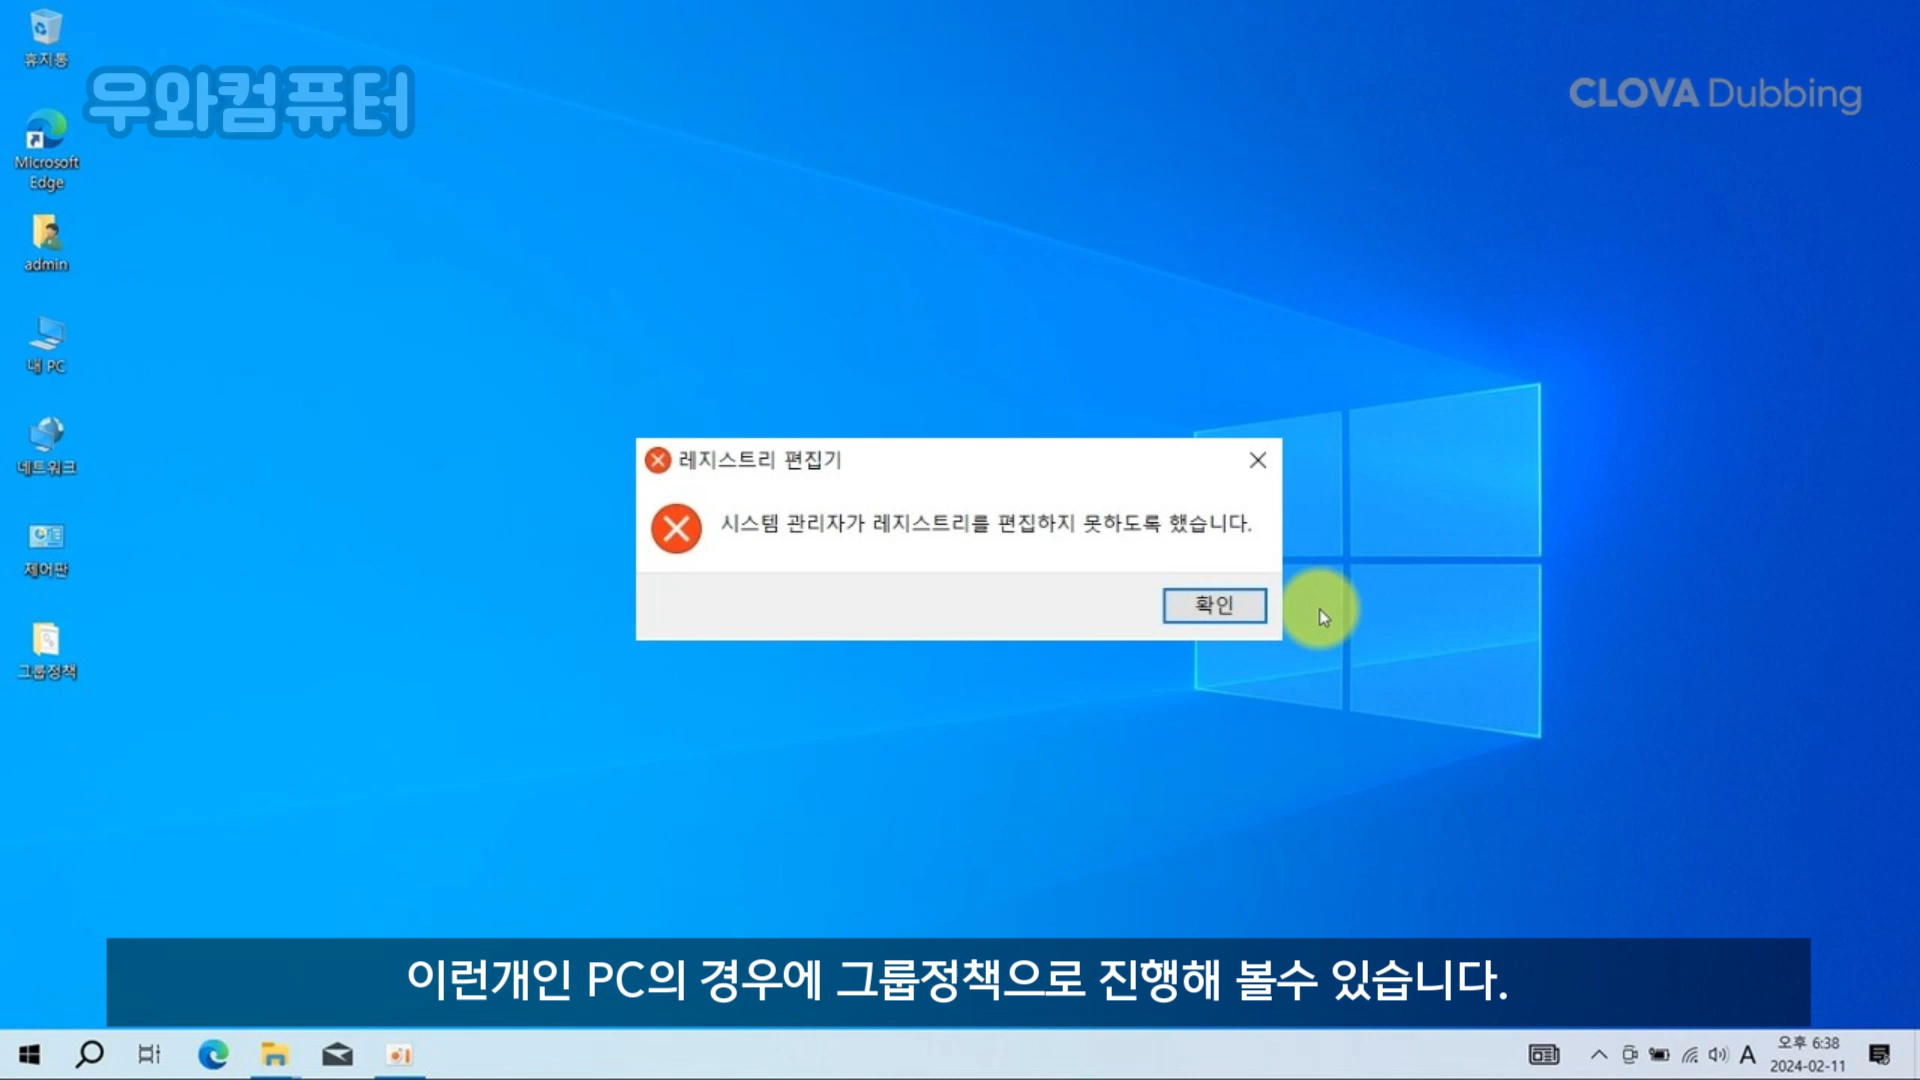 휴지통
우와컴퓨터
CLOVA Dubbing
Microsoft
Edge
admin
내 PC
네트워크
제어판
그룹정책
레지스트리 편집기
시스템 관리자가 레지스트리를 편집하지 못하도록 했습니다.
확인
이런개인 PC의 경우에 그룹정책으로 진행해 볼수 있습니다.
A
오후 6:38
2024-02-11